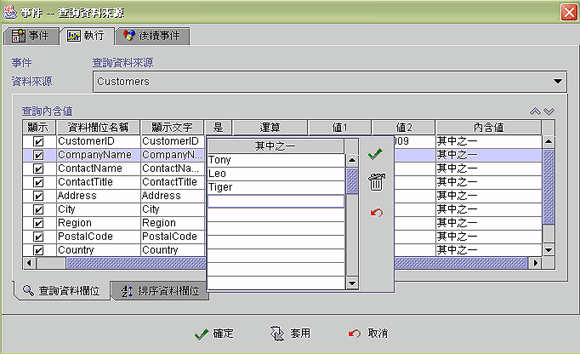 事件 -- 查詢資料來源
事件 執行 後續事件
事件 查詢資料來源
資料來源 Customers
查詢內含值
顯示 資料欄位名稱 顯示文字 是 運算 值1 值2 內含值
CustomerID CustomerID 009 其中之一
CompanyName CompanyN... 其中之一
ContactName ContactNa... 其中之一
ContactTitle ContactTitle 其中之一
Address Address 其中之一
City City 其中之一
Region Region 其中之一
PostalCode PostalCode 其中之一
Country Country 其中之一
其中之一
Tony
Leo
Tiger
查詢資料欄位 排序資料欄位
確定 套用 取消